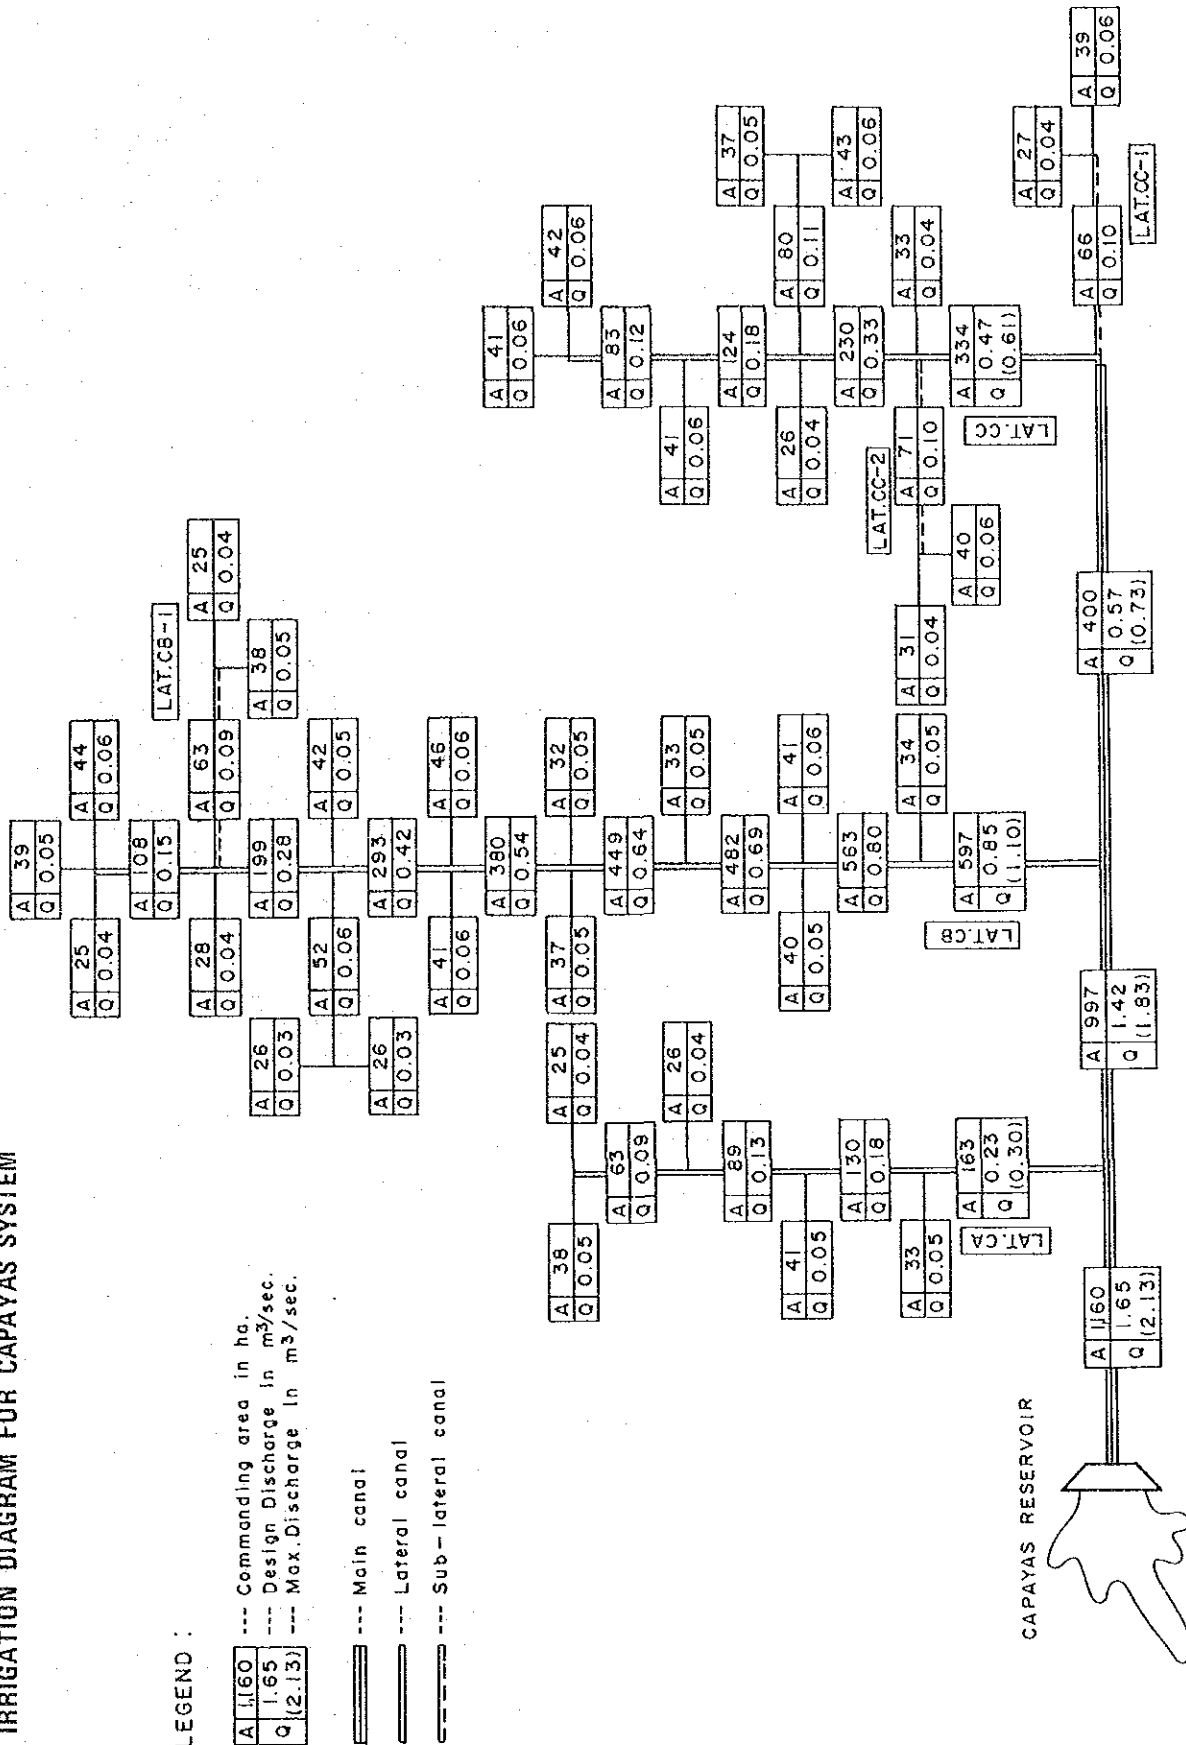 IRRIGATION DIAGRAM FOR CAPAYAS SYSTEM
LEGEND :
A 1,160 --- Commanding area in ha.
Q 1.65 --- Design Discharge in m³/sec.
(2.13) --- Max. Discharge in m³/sec.
--- Main canal
--- Lateral canal
--- Sub-lateral canal
CAPAYAS RESERVOIR
A 1,160
Q 1.65
(2.13)
LAT.CA
A 163
Q 0.23
(0.30)
A 33
Q 0.05
A 130
Q 0.18
A 41
Q 0.05
A 89
Q 0.13
A 26
Q 0.04
A 63
Q 0.09
A 38
Q 0.05
A 25
Q 0.04
A 997
Q 1.42
(1.83)
LAT.CB
A 597
Q 0.85
(1.10)
A 34
Q 0.05
A 563
Q 0.80
A 40
Q 0.05
A 41
Q 0.06
A 482
Q 0.69
A 33
Q 0.05
A 449
Q 0.64
A 37
Q 0.05
A 32
Q 0.05
A 380
Q 0.54
A 41
Q 0.06
A 46
Q 0.06
A 293
Q 0.42
A 52
Q 0.06
A 26
Q 0.03
A 26
Q 0.03
A 42
Q 0.05
A 199
Q 0.28
A 28
Q 0.04
LAT.CB-1
A 63
Q 0.09
A 38
Q 0.05
A 25
Q 0.04
A 108
Q 0.15
A 25
Q 0.04
A 44
Q 0.06
A 39
Q 0.05
A 400
Q 0.57
(0.73)
LAT.CC
A 334
Q 0.47
(0.61)
LAT.CC-2
A 71
Q 0.10
A 40
Q 0.06
A 31
Q 0.04
A 33
Q 0.04
A 230
Q 0.33
A 26
Q 0.04
A 80
Q 0.11
A 37
Q 0.05
A 43
Q 0.06
A 124
Q 0.18
A 41
Q 0.06
A 83
Q 0.12
A 41
Q 0.06
A 42
Q 0.06
LAT.CC-1
A 66
Q 0.10
A 27
Q 0.04
A 39
Q 0.06